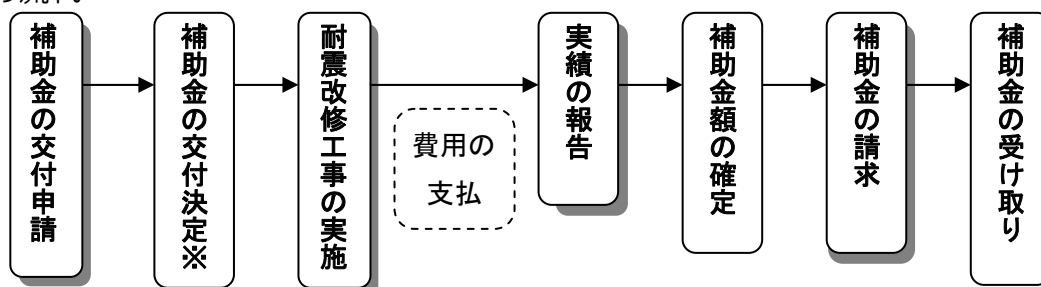 補助金の交付申請
補助金の交付決定※
耐震改修工事の実施
費用の
支払
実績の報告
補助金額の確定
補助金の請求
補助金の受け取り